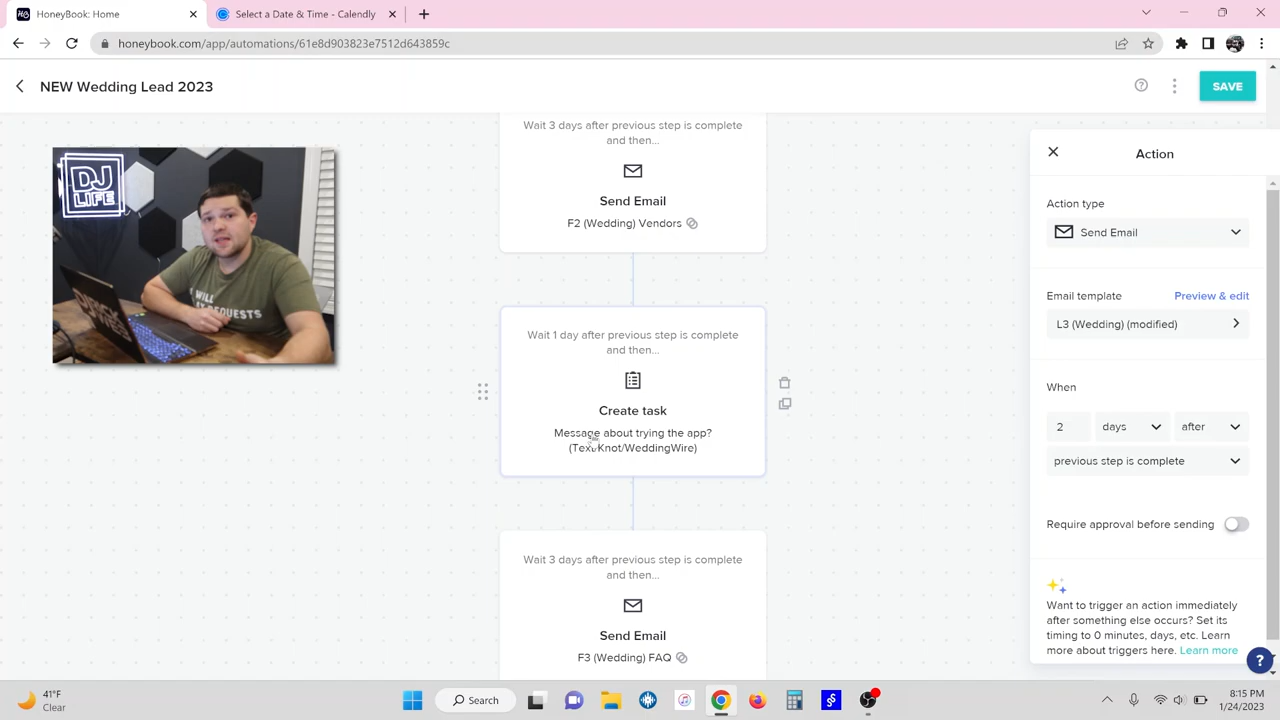 HoneyBook: Home
Select a Date & Time - Calendly
honeybook.com/app/automations/61e8d903823e7512d643859c
NEW Wedding Lead 2023
SAVE
DJ
LIFE
Wait 3 days after previous step is complete
and then...
Send Email
F2 (Wedding) Vendors
Wait 1 day after previous step is complete
and then...
Create task
Message about trying the app?
(Text/Knot/WeddingWire)
Wait 3 days after previous step is complete
and then...
Send Email
F3 (Wedding) FAQ
Action
Action type
Send Email
Email template
Preview & edit
L3 (Wedding) (modified)
When
2
days
after
previous step is complete
Require approval before sending
Want to trigger an action immediately
after something else occurs? Set its
timing to 0 minutes, days, etc. Learn
more about triggers here. Learn more
41°F
Clear
Search
8:15 PM
1/24/2023